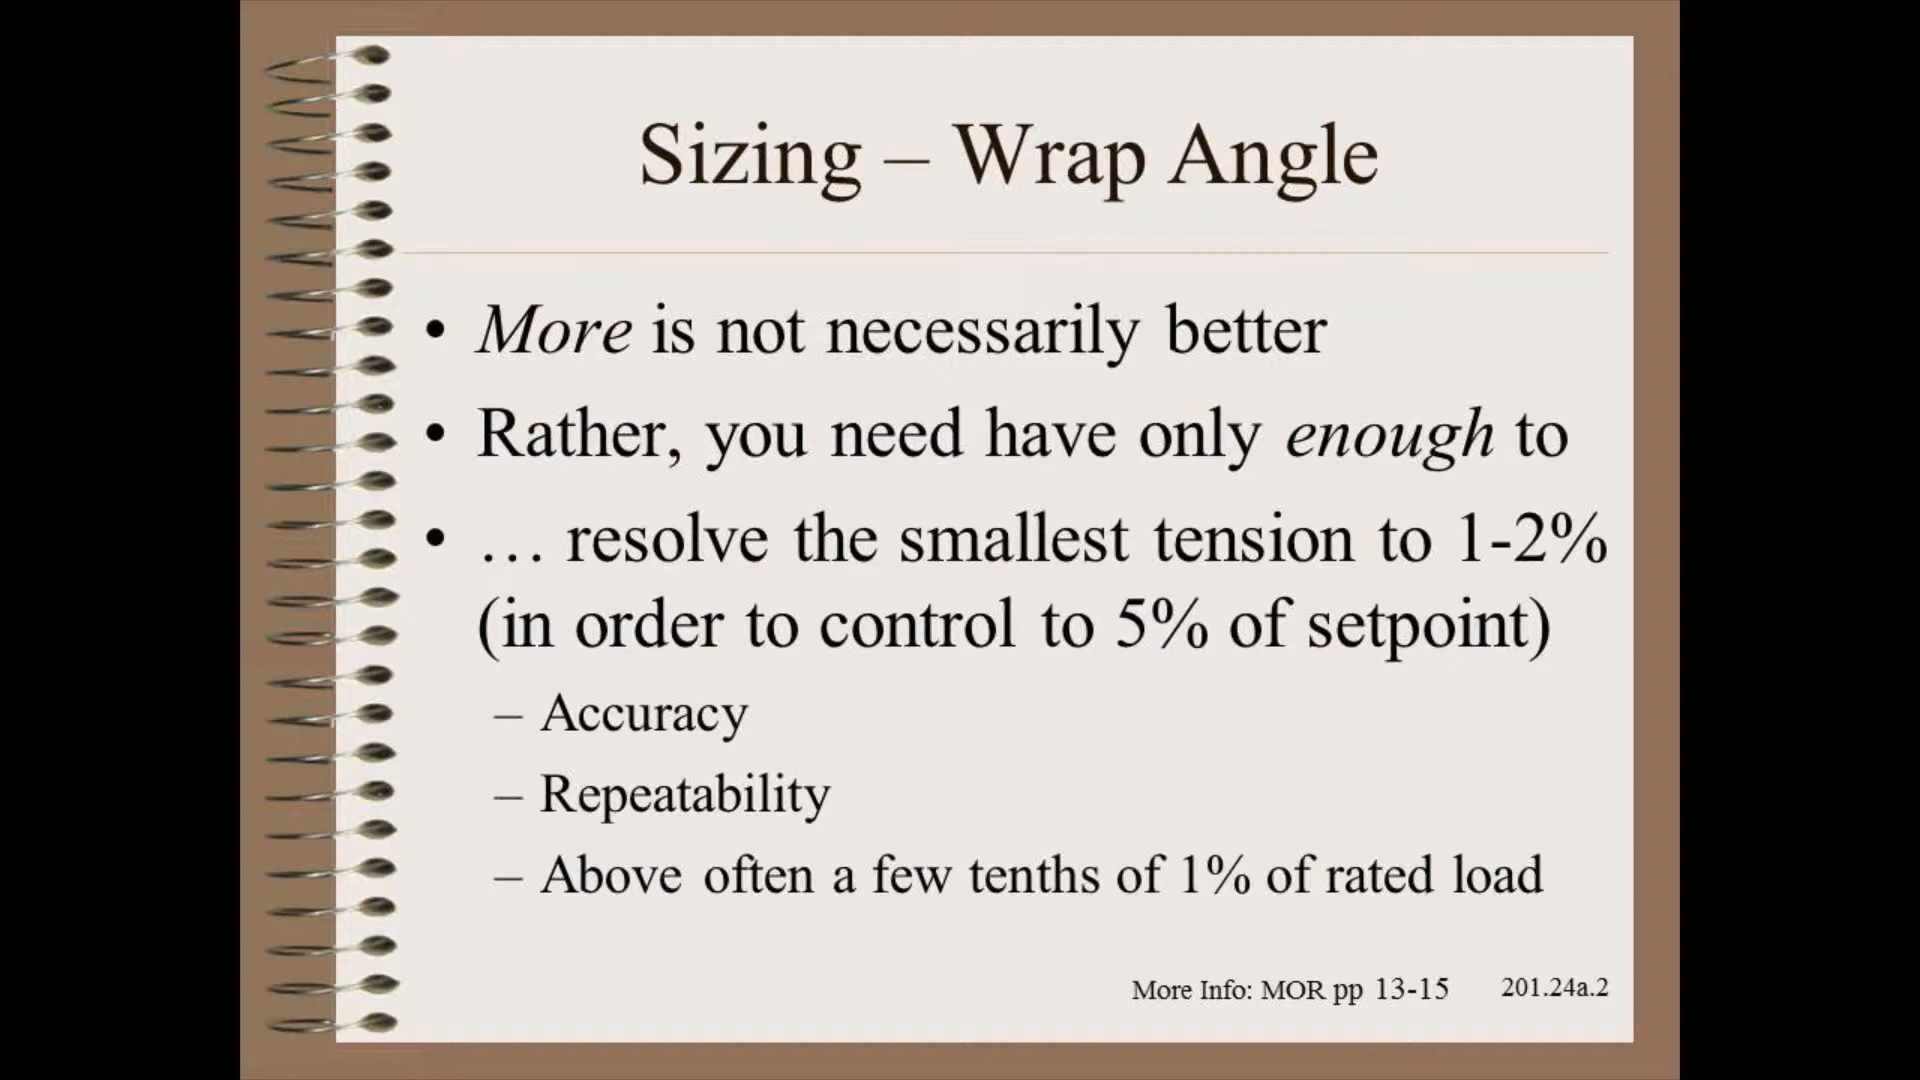 Sizing – Wrap Angle
• More is not necessarily better
• Rather, you need have only enough to
• … resolve the smallest tension to 1-2%
(in order to control to 5% of setpoint)
– Accuracy
– Repeatability
– Above often a few tenths of 1% of rated load
More Info: MOR pp 13-15 201.24a.2